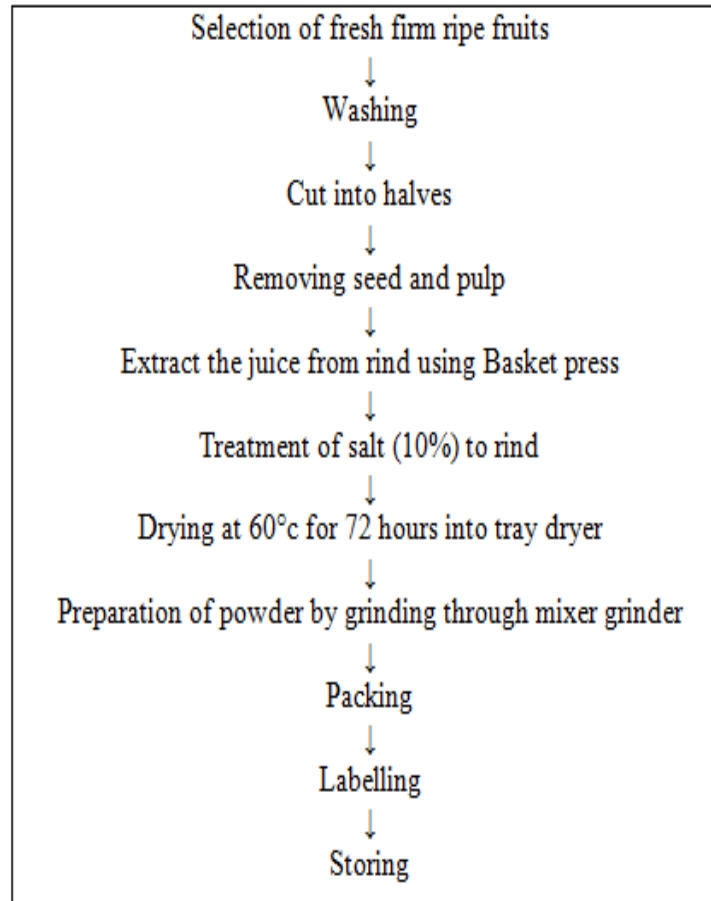 Selection of fresh firm ripe fruits
↓
Washing
↓
Cut into halves
↓
Removing seed and pulp
↓
Extract the juice from rind using Basket press
↓
Treatment of salt (10%) to rind
↓
Drying at 60°c for 72 hours into tray dryer
↓
Preparation of powder by grinding through mixer grinder
↓
Packing
↓
Labelling
↓
Storing